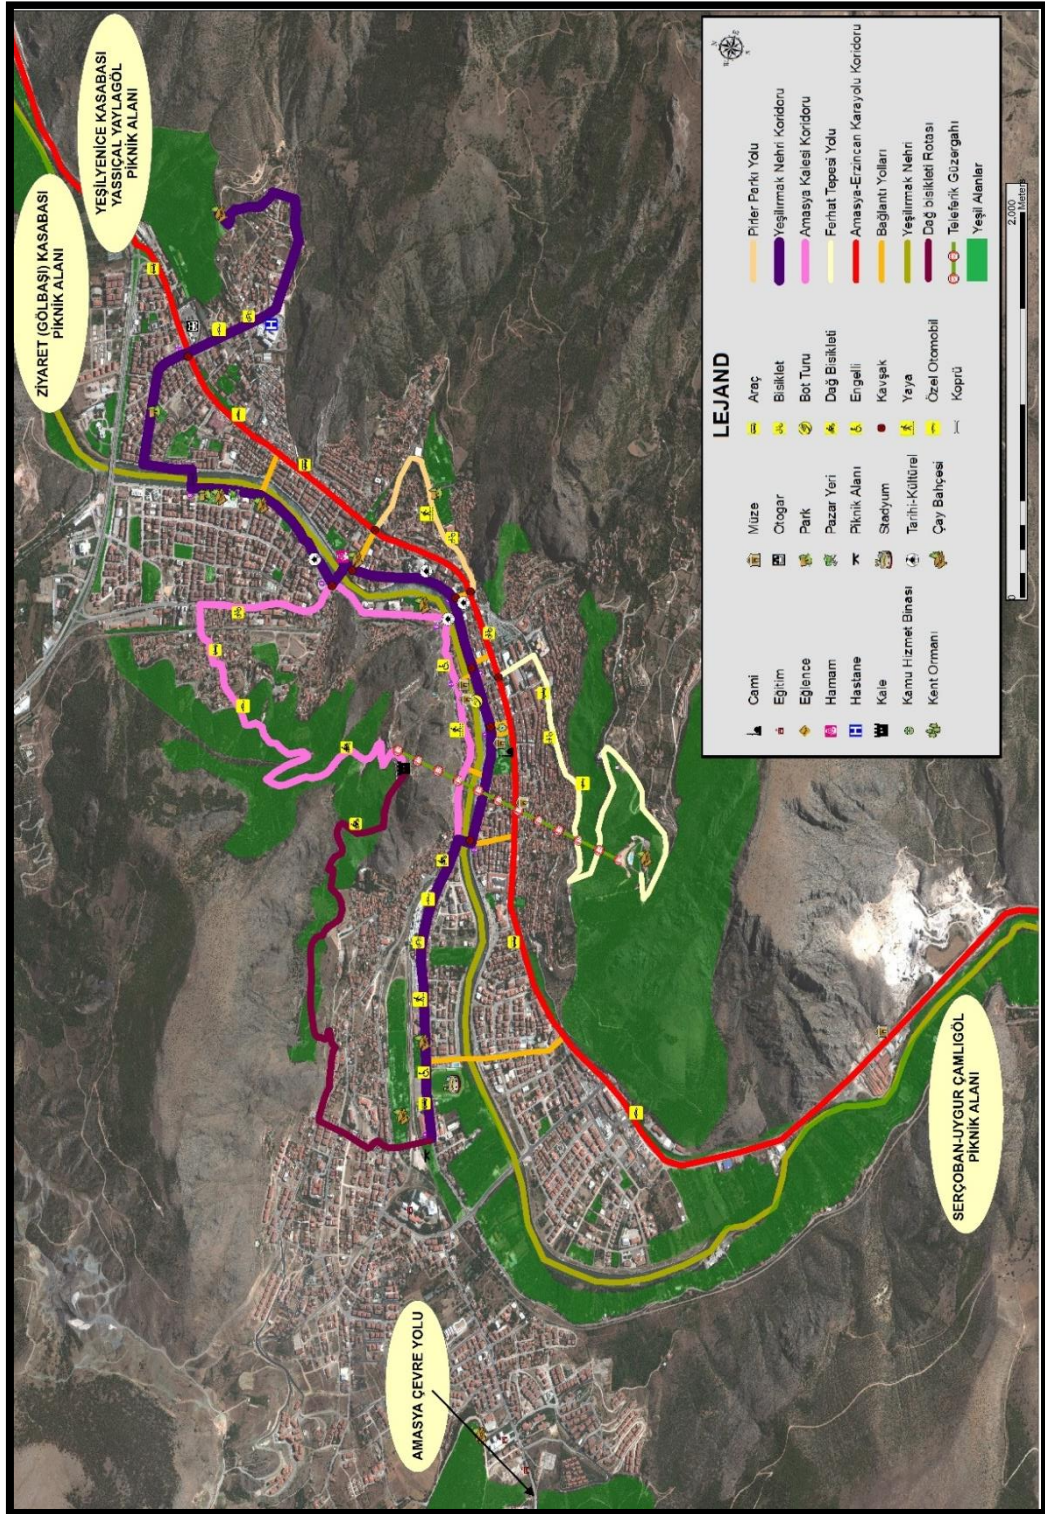 YEŞİLYENİCE KASABASI
YASSIÇAL YAYLAGÖL
PİKNİK ALANI
ZİYARET (GÖLBAŞI) KASABASI
PİKNİK ALANI
AMASYA ÇEVRE YOLU
SERÇOBAN-UYGUR ÇAMLIGÖL
PİKNİK ALANI
LEJAND
Cami
Eğitim
Eğlence
Hamam
Hastane
Kale
Kamu Hizmet Binası
Kent Ormanı
Müze
Otogar
Park
Pazar Yeri
Piknik Alanı
Stadyum
Tarihi-Kültürel
Çay Bahçesi
Araç
Bisiklet
Bot Turu
Dağ Bisikleti
Engelli
Kavşak
Yaya
Özel Otomobil
Koprü
Pirler Parkı Yolu
Yeşilırmak Nehri Koridoru
Amasya Kalesi Koridoru
Ferhat Tepesi Yolu
Amasya-Erzincan Karayolu Koridoru
Bağlantı Yolları
Yeşilırmak Nehri
Dağ bisikleti Rotası
Teleferik Güzergahı
Yeşil Alanlar
0
2.000
Meters
H